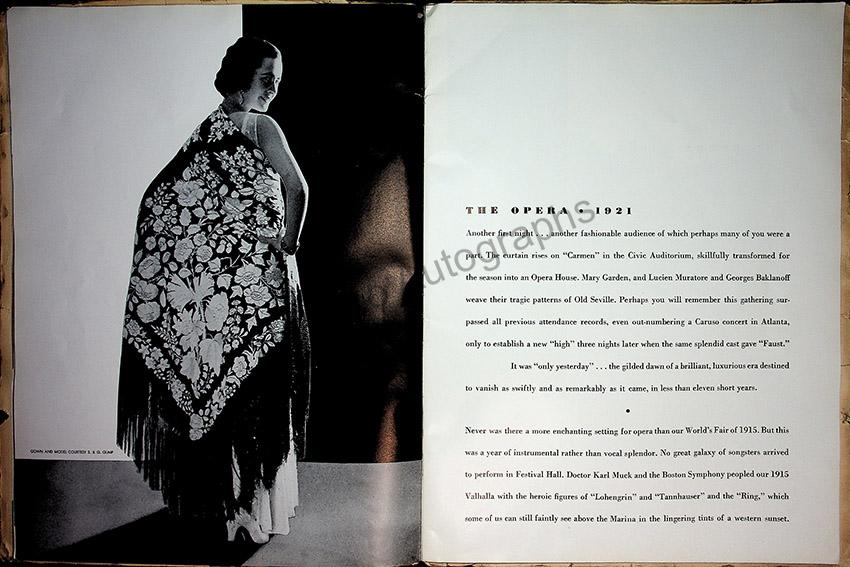 GOWN AND MODEL COURTESY S. & G. GUMP
THE OPERA • 1921
Another first night . . . another fashionable audience of which perhaps many of you were a
part. The curtain rises on “Carmen” in the Civic Auditorium, skillfully transformed for
the season into an Opera House. Mary Garden, and Lucien Muratore and Georges Baklanoff
weave their tragic patterns of Old Seville. Perhaps you will remember this gathering sur-
passed all previous attendance records, even out-numbering a Caruso concert in Atlanta,
only to establish a new “high” three nights later when the same splendid cast gave “Faust.”
It was “only yesterday” . . . the gilded dawn of a brilliant, luxurious era destined
to vanish as swiftly and as remarkably as it came, in less than eleven short years.
•
Never was there a more enchanting setting for opera than our World’s Fair of 1915. But this
was a year of instrumental rather than vocal splendor. No great galaxy of songsters arrived
to perform in Festival Hall. Doctor Karl Muck and the Boston Symphony peopled our 1915
Valhalla with the heroic figures of “Lohengrin” and “Tannhauser” and the “Ring,” which
some of us can still faintly see above the Marina in the lingering tints of a western sunset.
autographs